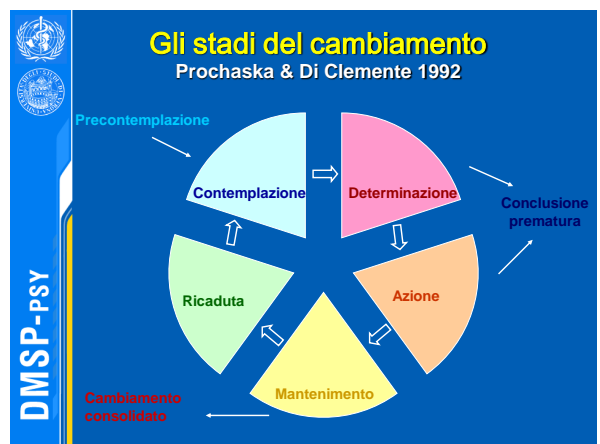 Gli stadi del cambiamento
Prochaska & Di Clemente 1992
Precontemplazione
Contemplazione
Determinazione
Conclusione
prematura
Azione
Ricaduta
Mantenimento
Cambiamento
consolidato
DMSP-PSY